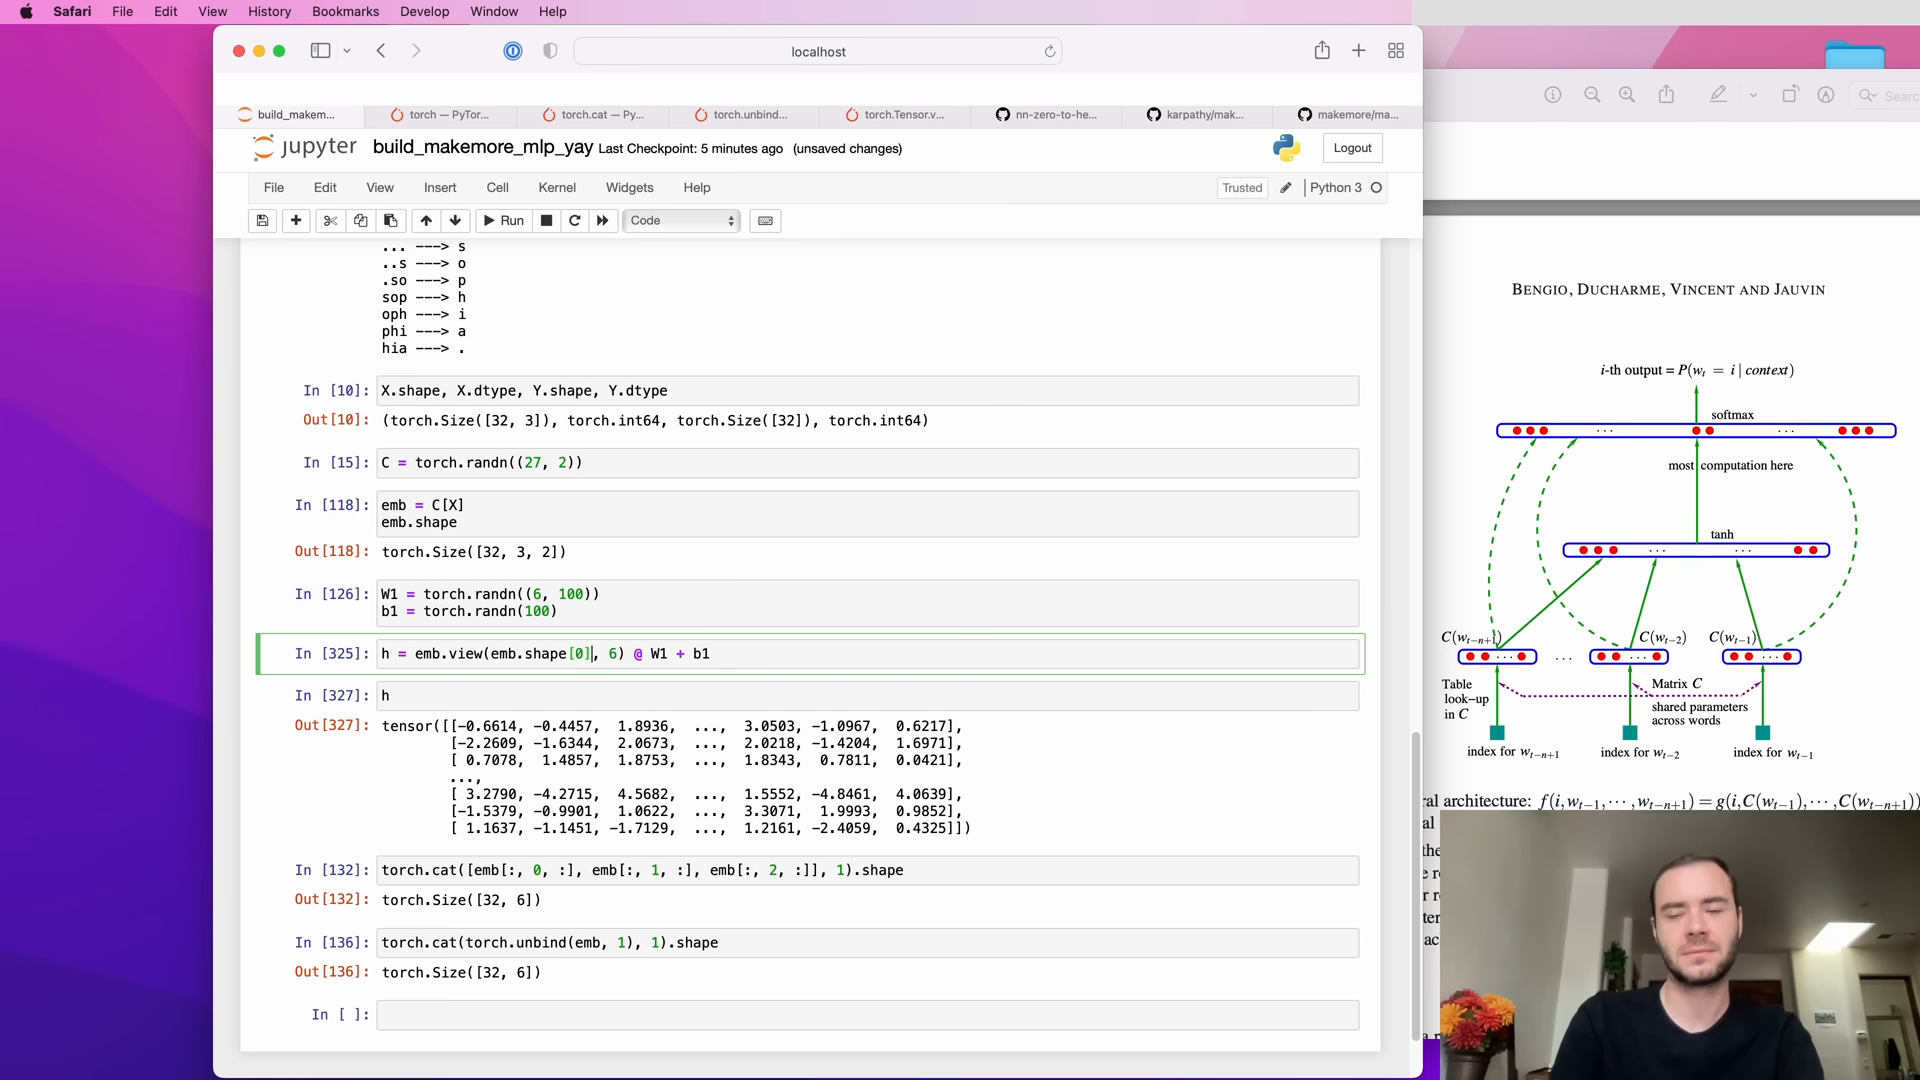 Safari File Edit View History Bookmarks Develop Window Help
localhost
build_makem... torch — PyTor... torch.cat — Py... torch.unbind... torch.Tensor.v... nn-zero-to-he... karpathy/mak... makemore/ma...
Searc
jupyter build_makemore_mlp_yay Last Checkpoint: 5 minutes ago (unsaved changes) Logout
File Edit View Insert Cell Kernel Widgets Help Trusted Python 3
Run Code
... ---> s
..s ---> o
.so ---> p
sop ---> h
oph ---> i
phi ---> a
hia ---> .
In [10]: X.shape, X.dtype, Y.shape, Y.dtype
Out[10]: (torch.Size([32, 3]), torch.int64, torch.Size([32]), torch.int64)
In [15]: C = torch.randn((27, 2))
In [118]: emb = C[X]
emb.shape
Out[118]: torch.Size([32, 3, 2])
In [126]: W1 = torch.randn((6, 100))
b1 = torch.randn(100)
In [325]: h = emb.view(emb.shape[0], 6) @ W1 + b1
In [327]: h
Out[327]: tensor([[-0.6614, -0.4457, 1.8936, ..., 3.0503, -1.0967, 0.6217],
[-2.2609, -1.6344, 2.0673, ..., 2.0218, -1.4204, 1.6971],
[ 0.7078, 1.4857, 1.8753, ..., 1.8343, 0.7811, 0.0421],
...,
[ 3.2790, -4.2715, 4.5682, ..., 1.5552, -4.8461, 4.0639],
[-1.5379, -0.9901, 1.0622, ..., 3.3071, 1.9993, 0.9852],
[ 1.1637, -1.1451, -1.7129, ..., 1.2161, -2.4059, 0.4325]])
In [132]: torch.cat([emb[:, 0, :], emb[:, 1, :], emb[:, 2, :]], 1).shape
Out[132]: torch.Size([32, 6])
In [136]: torch.cat(torch.unbind(emb, 1), 1).shape
Out[136]: torch.Size([32, 6])
In [ ]:
BENGIO, DUCHARME, VINCENT AND JAUVIN
i-th output = P(w_t = i | context)
softmax
... ...
most computation here
tanh
... ...
C(w_{t−n+1}) C(w_{t−2}) C(w_{t−1})
... ... ... ...
Table look-up in C
Matrix C
shared parameters
across words
index for w_{t−n+1} index for w_{t−2} index for w_{t−1}
ral architecture: f(i, w_{t−1}, ⋯, w_{t−n+1}) = g(i, C(w_{t−1}), ⋯, C(w_{t−n+1}))
al
the
e r
r r
ter
ac